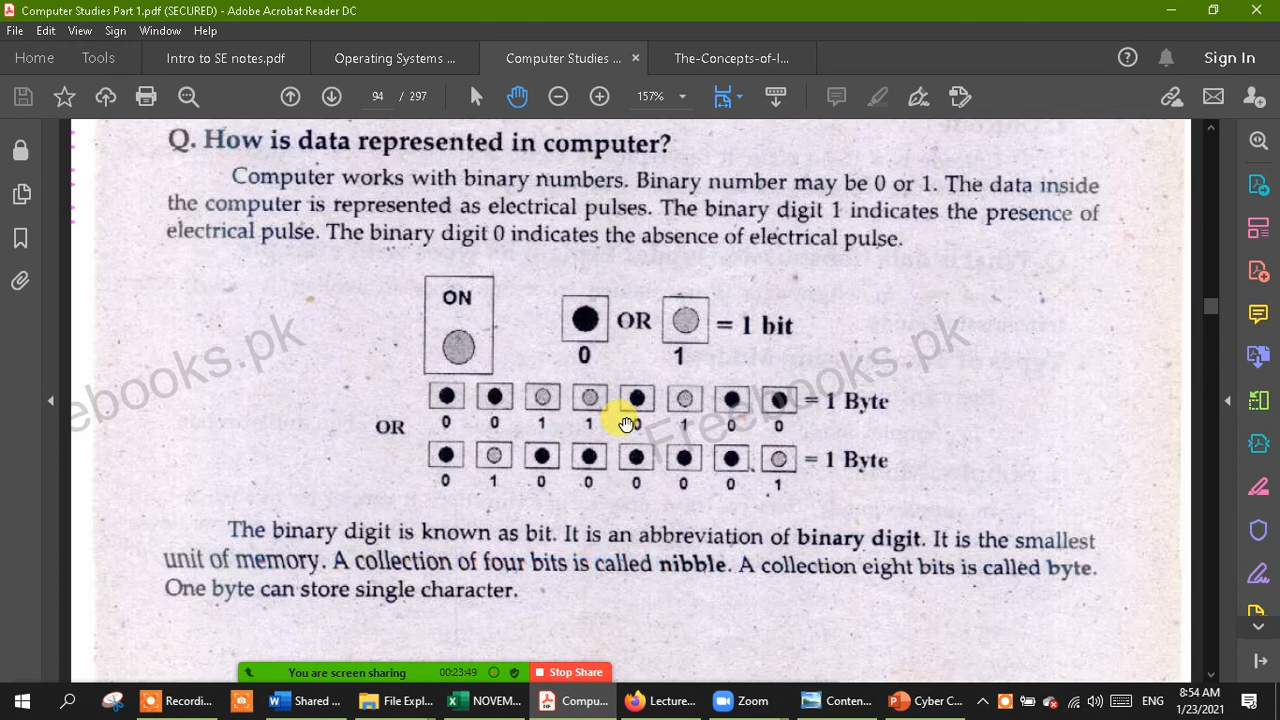 Computer Studies Part 1.pdf (SECURED) - Adobe Acrobat Reader DC
File Edit View Sign Window Help
Home Tools Intro to SE notes.pdf Operating Systems ... Computer Studies ... × The-Concepts-of-I... Sign In
94 / 297 157%
Q. How is data represented in computer?
Computer works with binary numbers. Binary number may be 0 or 1. The data inside
the computer is represented as electrical pulses. The binary digit 1 indicates the presence of
electrical pulse. The binary digit 0 indicates the absence of electrical pulse.
ON
OR = 1 bit
0 1
= 1 Byte
0 0 1 1 0 1 0 0
OR
= 1 Byte
0 1 0 0 0 0 0 1
ebooks.pk
Freebooks.pk
The binary digit is known as bit. It is an abbreviation of binary digit. It is the smallest
unit of memory. A collection of four bits is called nibble. A collection eight bits is called byte.
One byte can store single character.
You are screen sharing 00:23:49 Stop Share
Recordi... Shared ... File Expl... NOVEM... Compu... Lecture... Zoom Conten... Cyber C... ENG 8:54 AM
1/23/2021